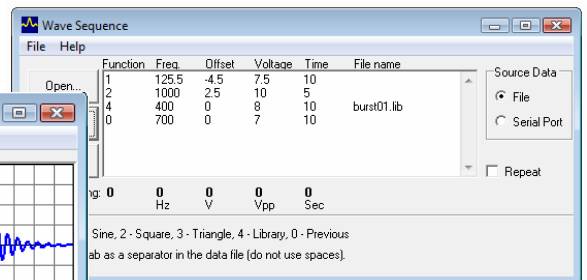 Wave Sequence
File Help
Function Freq. Offset Voltage Time File name
Open...
1 125.5 -4.5 7.5 10
2 1000 2.5 10 5
4 400 0 8 10 burst01.lib
0 700 0 7 10
Source Data
File
Serial Port
Repeat
0 0 0 0 0
Hz V Vpp Sec
Sine, 2 - Square, 3 - Triangle, 4 - Library, 0 - Previous
as a separator in the data file (do not use spaces).